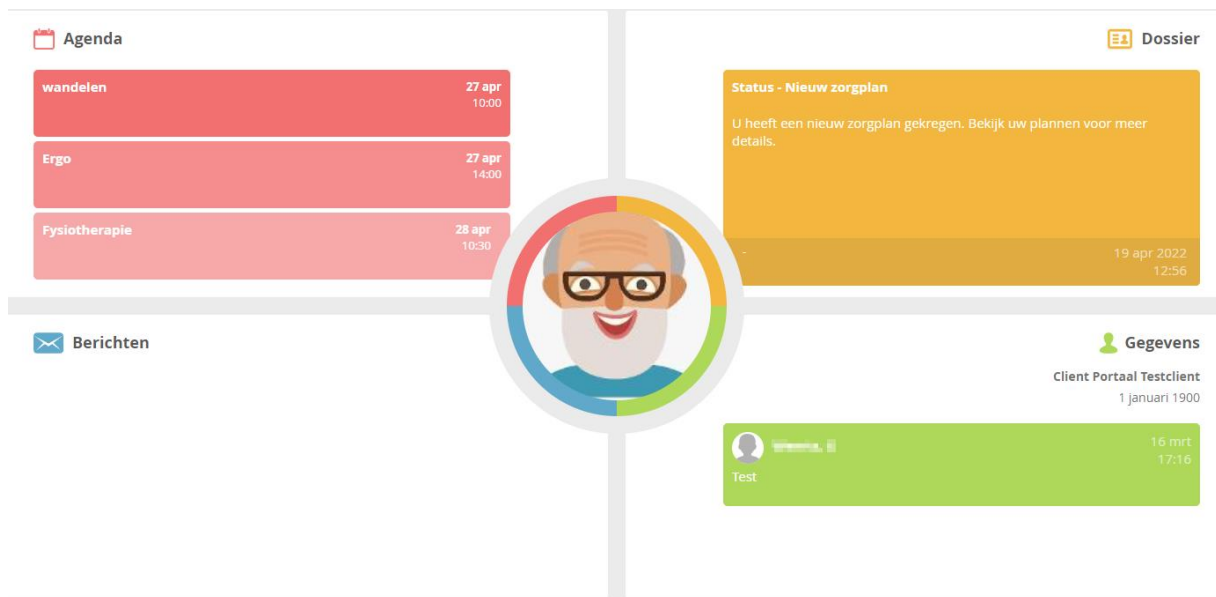 Agenda
wandelen 27 apr
10:00
Ergo 27 apr
14:00
Fysiotherapie 28 apr
10:30
Dossier
Status - Nieuw zorgplan
U heeft een nieuw zorgplan gekregen. Bekijk uw plannen voor meer
details.
- 19 apr 2022
12:56
Berichten
Gegevens
Client Portaal Testclient
1 januari 1900
16 mrt
17:16
Test